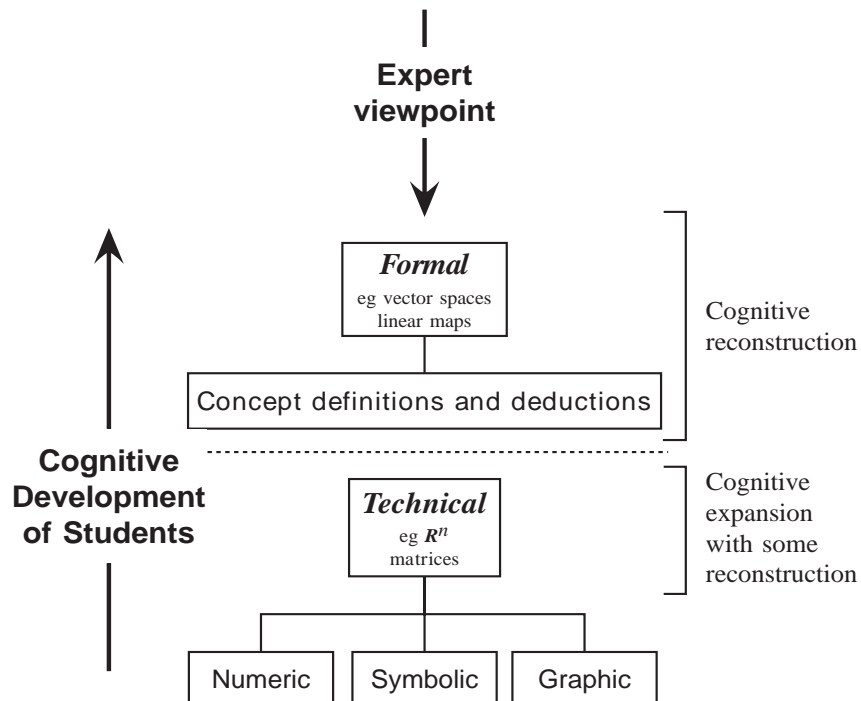 Expert
viewpoint
Formal
eg vector spaces
linear maps
Cognitive
reconstruction
Concept definitions and deductions
Cognitive
Development
of Students
Technical
eg Rⁿ
matrices
Cognitive
expansion
with some
reconstruction
Numeric
Symbolic
Graphic